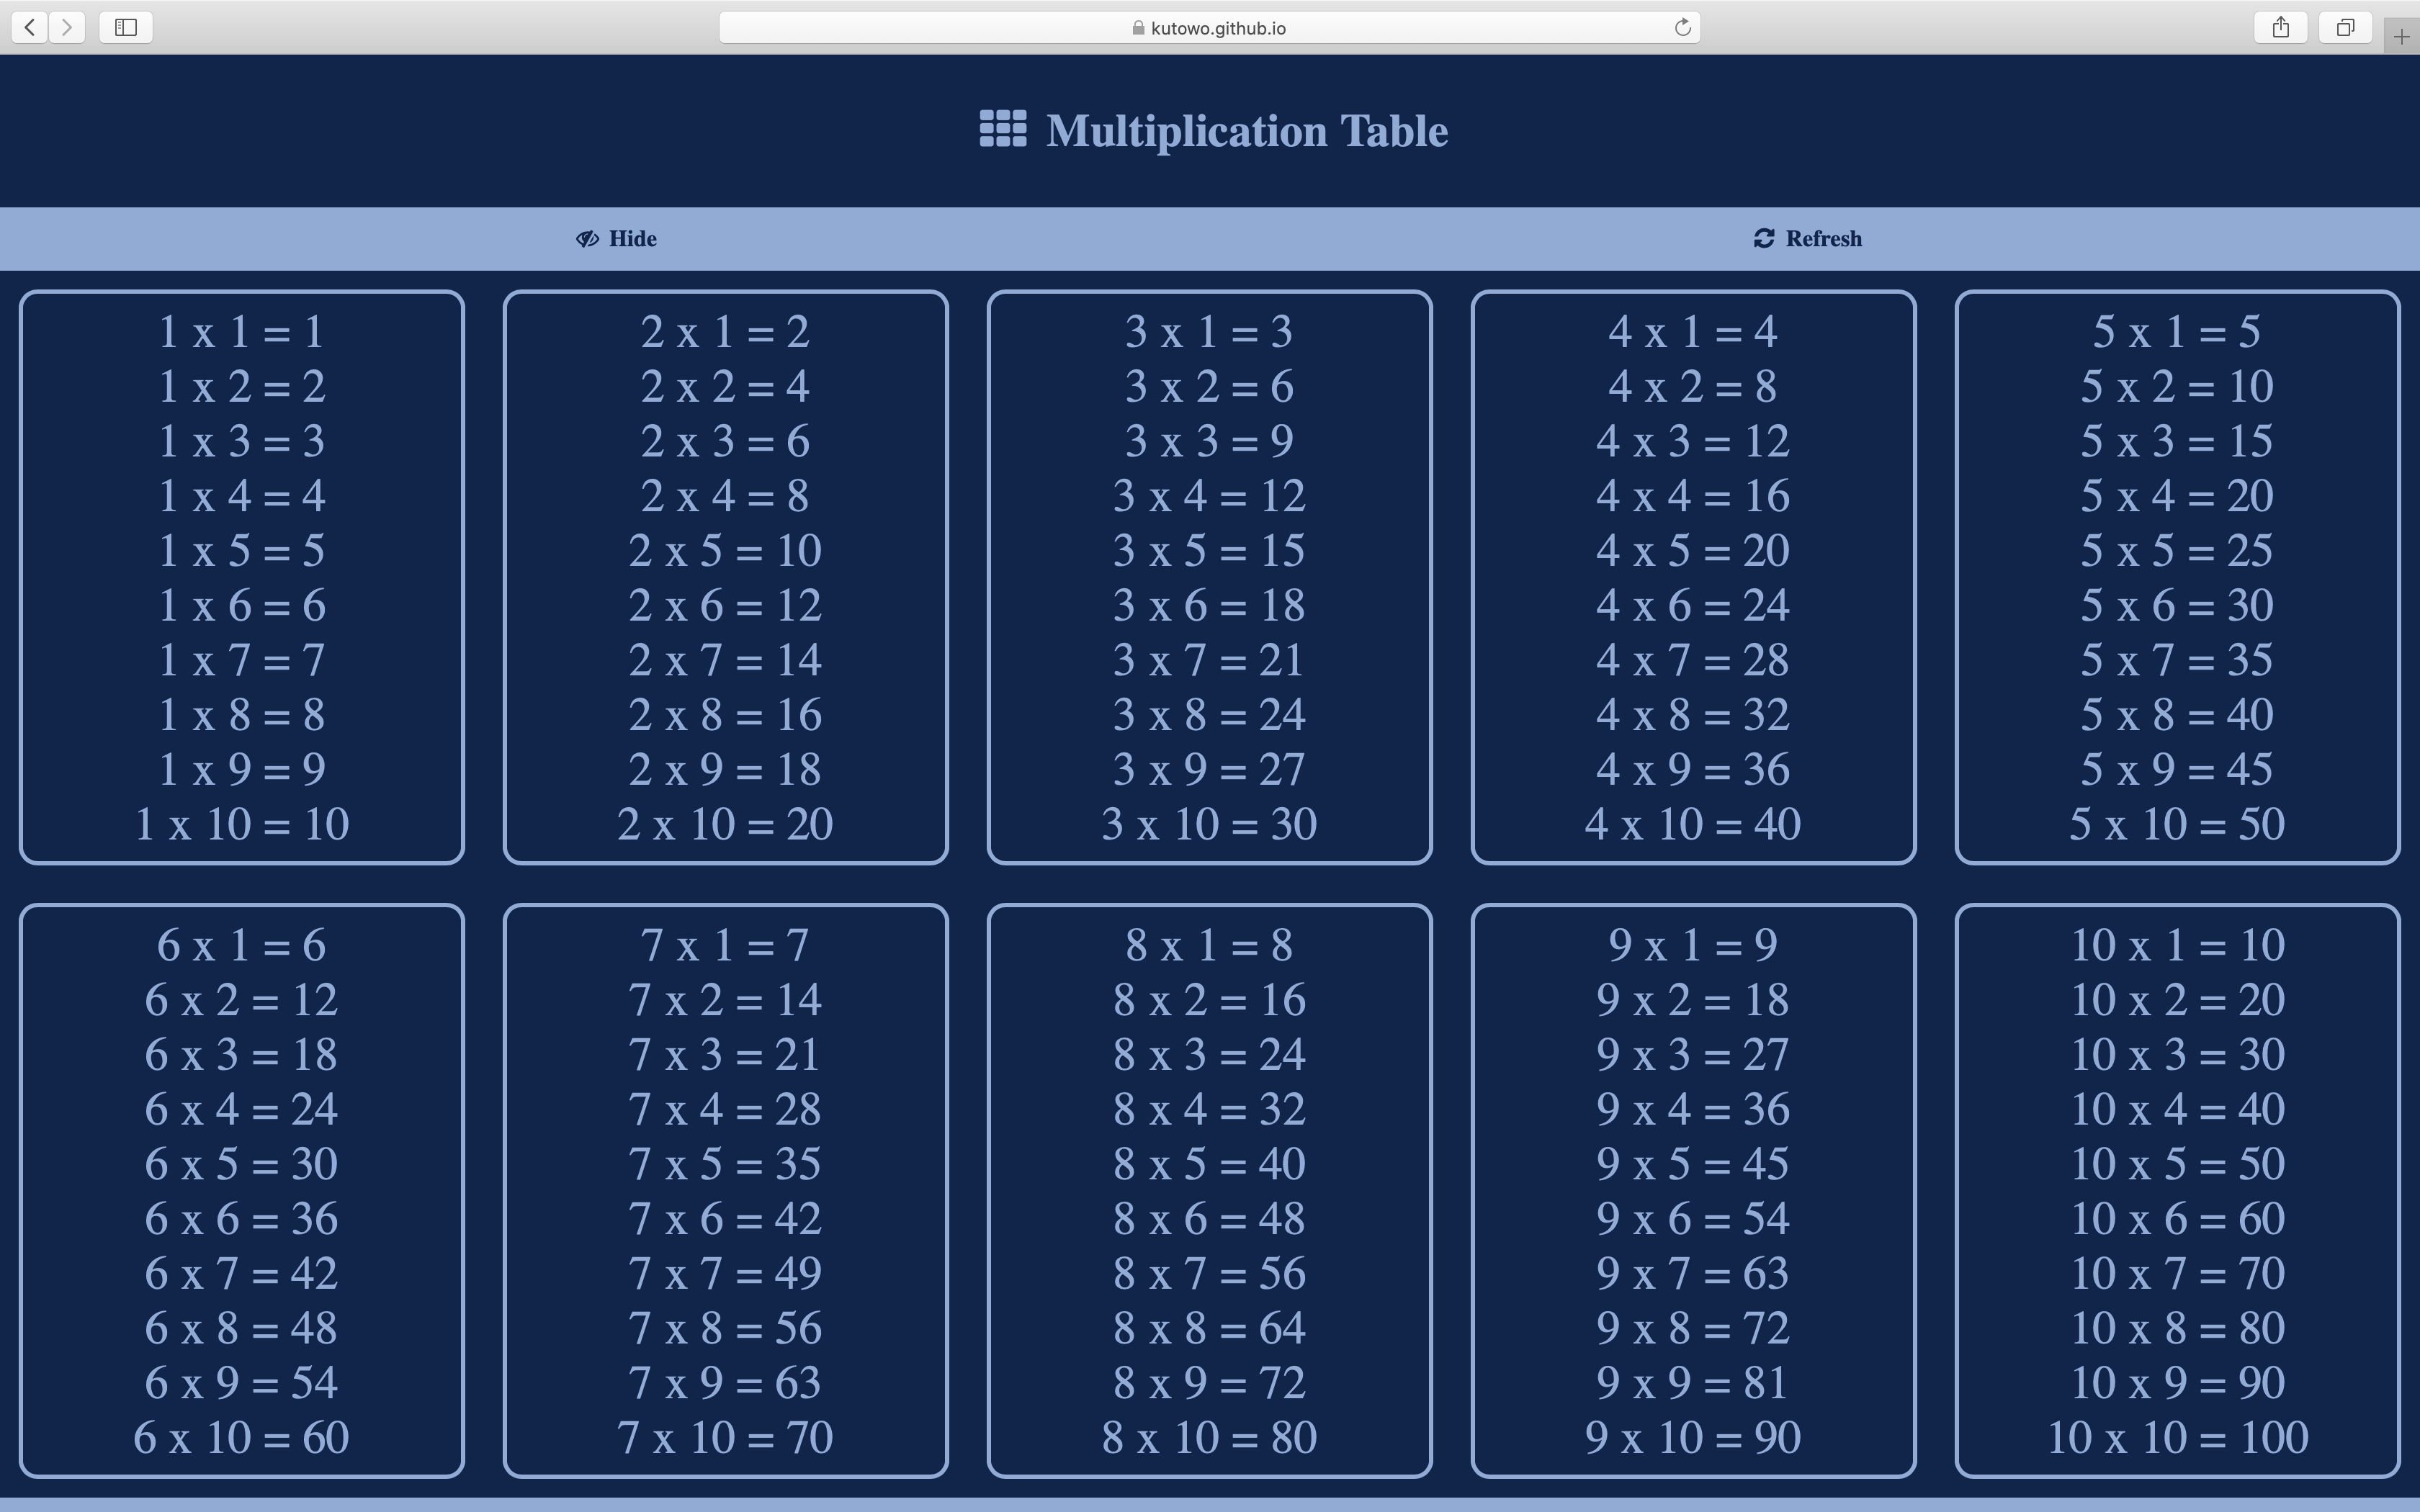 kutowo.github.io
Multiplication Table
Hide
Refresh
1 x 1 = 1
1 x 2 = 2
1 x 3 = 3
1 x 4 = 4
1 x 5 = 5
1 x 6 = 6
1 x 7 = 7
1 x 8 = 8
1 x 9 = 9
1 x 10 = 10
2 x 1 = 2
2 x 2 = 4
2 x 3 = 6
2 x 4 = 8
2 x 5 = 10
2 x 6 = 12
2 x 7 = 14
2 x 8 = 16
2 x 9 = 18
2 x 10 = 20
3 x 1 = 3
3 x 2 = 6
3 x 3 = 9
3 x 4 = 12
3 x 5 = 15
3 x 6 = 18
3 x 7 = 21
3 x 8 = 24
3 x 9 = 27
3 x 10 = 30
4 x 1 = 4
4 x 2 = 8
4 x 3 = 12
4 x 4 = 16
4 x 5 = 20
4 x 6 = 24
4 x 7 = 28
4 x 8 = 32
4 x 9 = 36
4 x 10 = 40
5 x 1 = 5
5 x 2 = 10
5 x 3 = 15
5 x 4 = 20
5 x 5 = 25
5 x 6 = 30
5 x 7 = 35
5 x 8 = 40
5 x 9 = 45
5 x 10 = 50
6 x 1 = 6
6 x 2 = 12
6 x 3 = 18
6 x 4 = 24
6 x 5 = 30
6 x 6 = 36
6 x 7 = 42
6 x 8 = 48
6 x 9 = 54
6 x 10 = 60
7 x 1 = 7
7 x 2 = 14
7 x 3 = 21
7 x 4 = 28
7 x 5 = 35
7 x 6 = 42
7 x 7 = 49
7 x 8 = 56
7 x 9 = 63
7 x 10 = 70
8 x 1 = 8
8 x 2 = 16
8 x 3 = 24
8 x 4 = 32
8 x 5 = 40
8 x 6 = 48
8 x 7 = 56
8 x 8 = 64
8 x 9 = 72
8 x 10 = 80
9 x 1 = 9
9 x 2 = 18
9 x 3 = 27
9 x 4 = 36
9 x 5 = 45
9 x 6 = 54
9 x 7 = 63
9 x 8 = 72
9 x 9 = 81
9 x 10 = 90
10 x 1 = 10
10 x 2 = 20
10 x 3 = 30
10 x 4 = 40
10 x 5 = 50
10 x 6 = 60
10 x 7 = 70
10 x 8 = 80
10 x 9 = 90
10 x 10 = 100